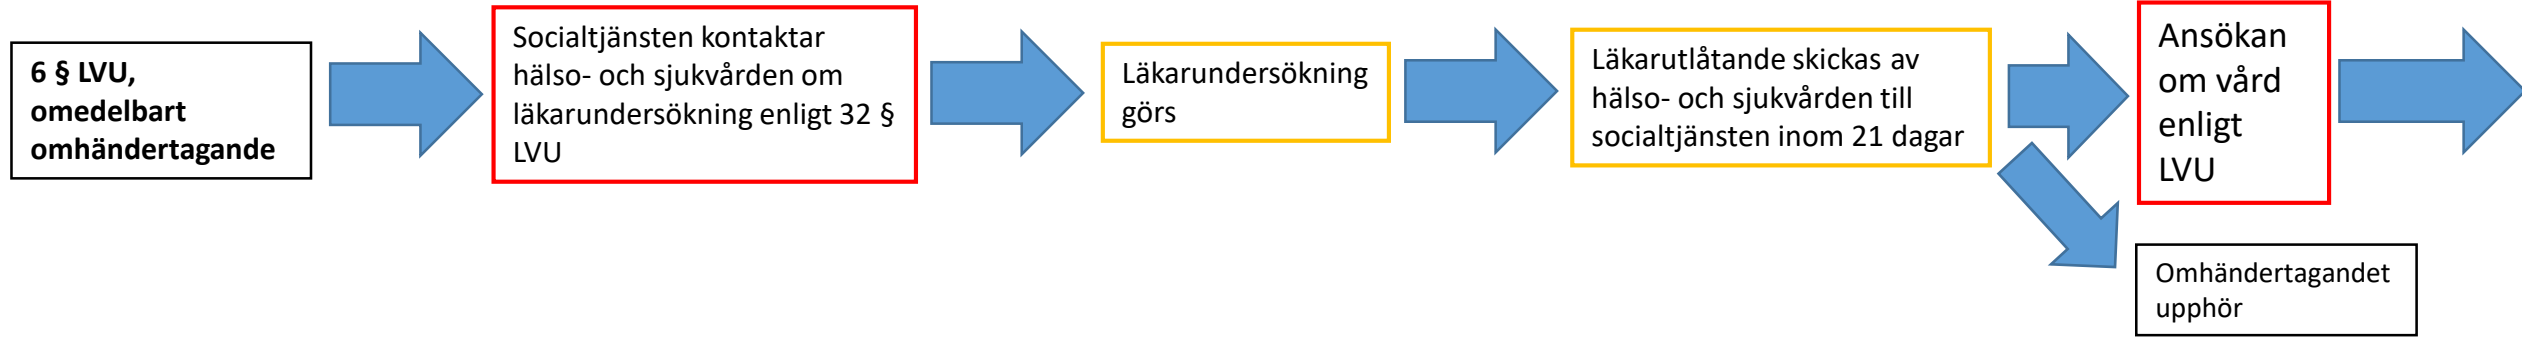 6 § LVU,
omedelbart
omhändertagande
Socialtjänsten kontaktar
hälso- och sjukvården om
läkarundersökning enligt 32 §
LVU
Läkarundersökning
görs
Läkarutlåtande skickas av
hälso- och sjukvården till
socialtjänsten inom 21 dagar
Ansökan
om vård
enligt
LVU
Omhändertagandet
upphör